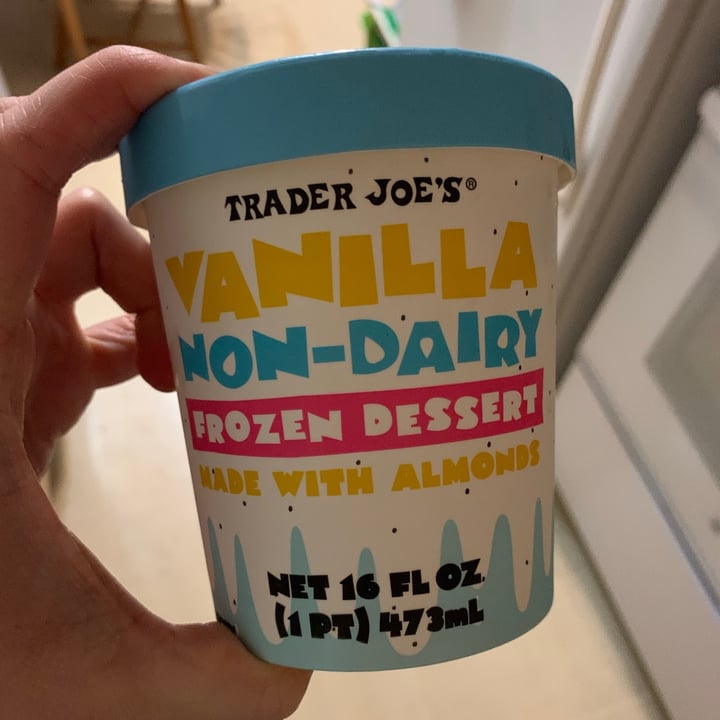 TRADER JOE'S®
VANILLA
NON-DAIRY
FROZEN DESSERT
MADE WITH ALMONDS
NET 16 FL OZ.
(1 PT) 473mL